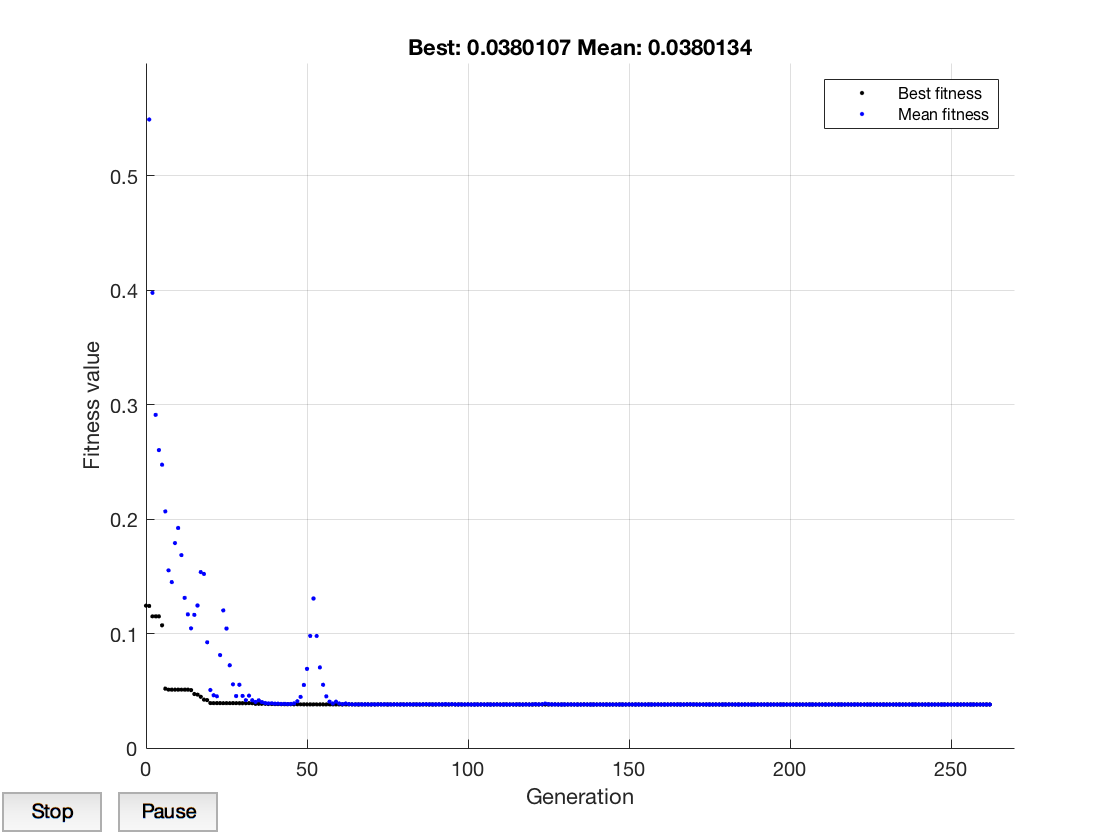 Best: 0.0380107 Mean: 0.0380134
Best fitness
Mean fitness
0.5
0.4
0.3
0.2
0.1
0
Fitness value
0 50 100 150 200 250
Generation
Stop Pause